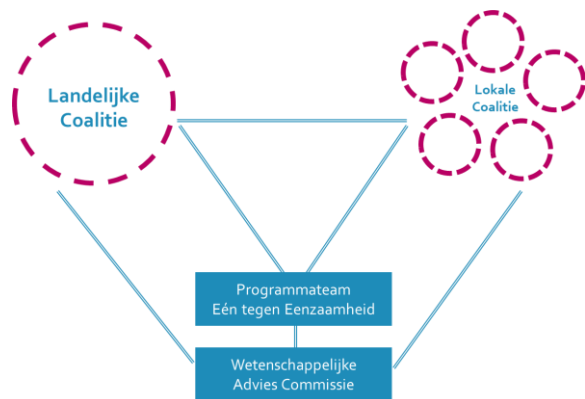 Landelijke
Coalitie
Lokale
Coalitie
Programmateam
Eén tegen Eenzaamheid
Wetenschappelijke
Advies Commissie